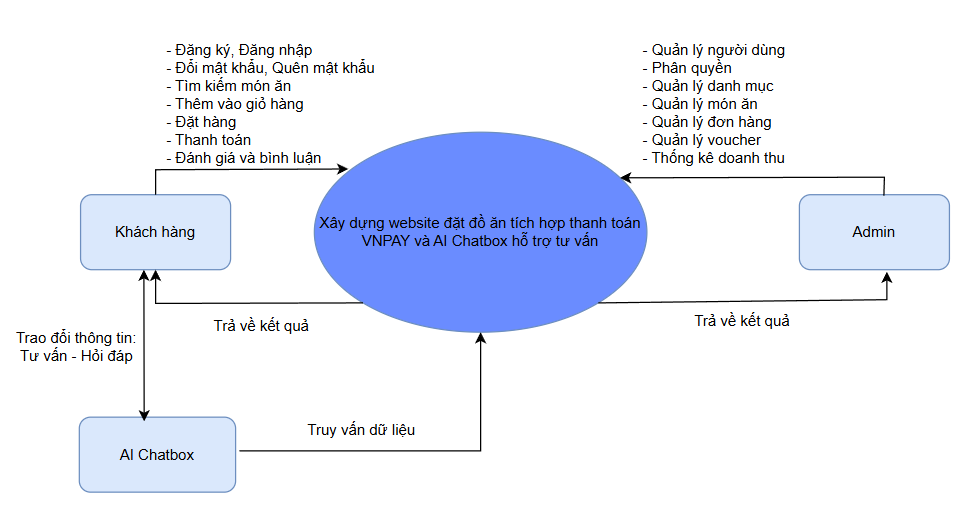 - Đăng ký, Đăng nhập
- Đổi mật khẩu, Quên mật khẩu
- Tìm kiếm món ăn
- Thêm vào giỏ hàng
- Đặt hàng
- Thanh toán
- Đánh giá và bình luận
- Quản lý người dùng
- Phân quyền
- Quản lý danh mục
- Quản lý món ăn
- Quản lý đơn hàng
- Quản lý voucher
- Thống kê doanh thu
Khách hàng
Xây dựng website đặt đồ ăn tích hợp thanh toán
VNPAY và AI Chatbox hỗ trợ tư vấn
Admin
Trả về kết quả
Trả về kết quả
Trao đổi thông tin:
Tư vấn - Hỏi đáp
Truy vấn dữ liệu
AI Chatbox